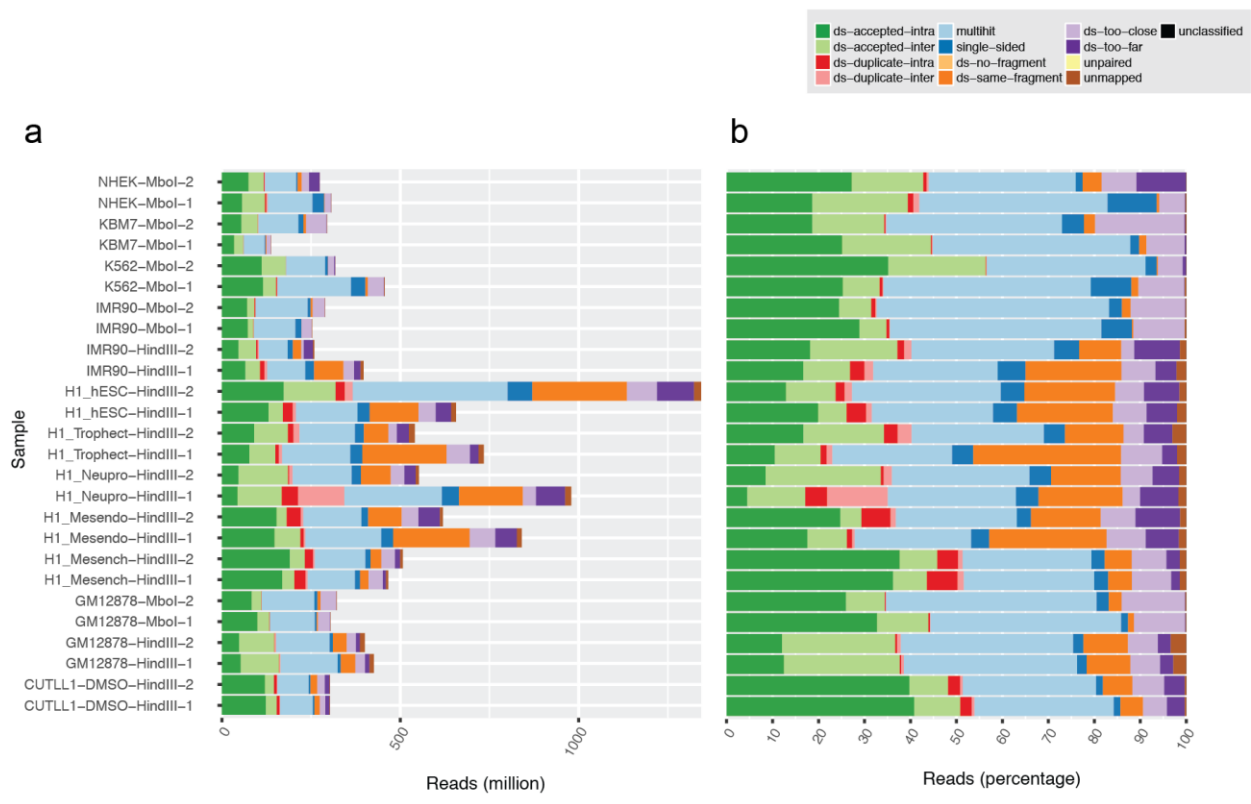 ds-accepted-intra multihit ds-too-close unclassified
ds-accepted-inter single-sided ds-too-far
ds-duplicate-intra ds-no-fragment unpaired
ds-duplicate-inter ds-same-fragment unmapped
a b
NHEK-MboI-2
NHEK-MboI-1
KBM7-MboI-2
KBM7-MboI-1
K562-MboI-2
K562-MboI-1
IMR90-MboI-2
IMR90-MboI-1
IMR90-HindIII-2
IMR90-HindIII-1
H1_hESC-HindIII-2
H1_hESC-HindIII-1
H1_Trophect-HindIII-2
H1_Trophect-HindIII-1
H1_Neupro-HindIII-2
H1_Neupro-HindIII-1
H1_Mesendo-HindIII-2
H1_Mesendo-HindIII-1
H1_Mesench-HindIII-2
H1_Mesench-HindIII-1
GM12878-MboI-2
GM12878-MboI-1
GM12878-HindIII-2
GM12878-HindIII-1
CUTLL1-DMSO-HindIII-2
CUTLL1-DMSO-HindIII-1
Sample
0 500 1000 0 10 20 30 40 50 60 70 80 90 100
Reads (million) Reads (percentage)